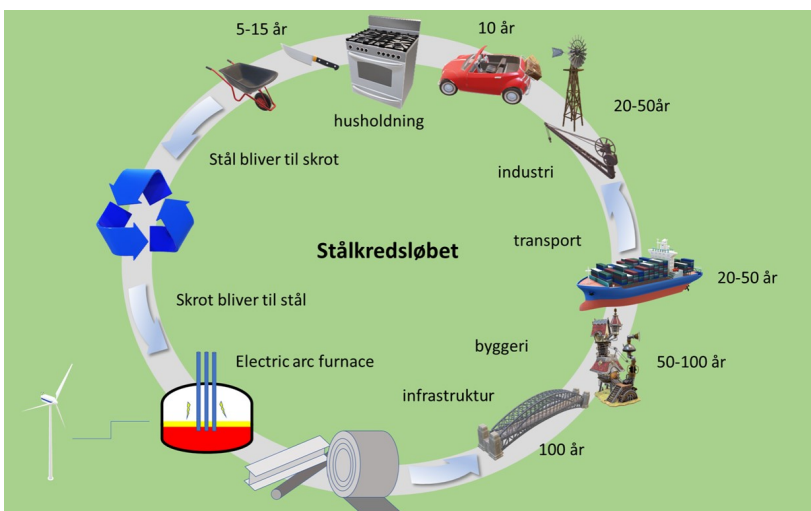 5-15 år
10 år
20-50år
husholdning
Stål bliver til skrot
industri
Stålkredsløbet
transport
20-50 år
Skrot bliver til stål
byggeri
50-100 år
Electric arc furnace
infrastruktur
100 år